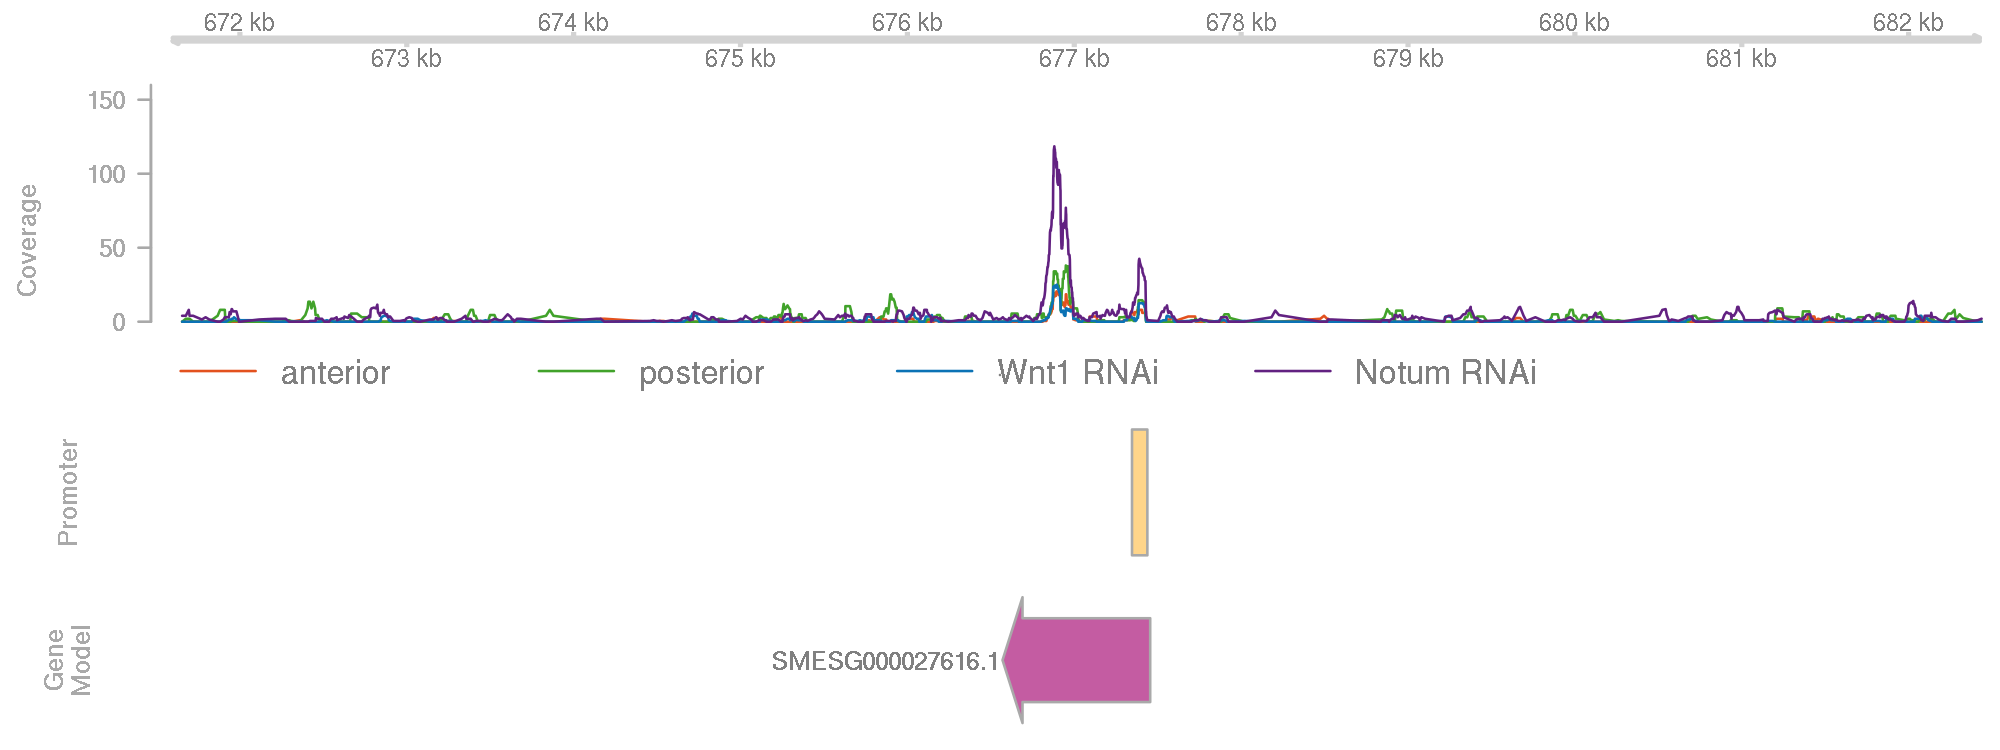 672 kb 674 kb 676 kb 678 kb 680 kb 682 kb
673 kb 675 kb 677 kb 679 kb 681 kb
150
100
50
0
Coverage
anterior posterior Wnt1 RNAi Notum RNAi
Promoter
Gene
Model
SMESG000027616.1